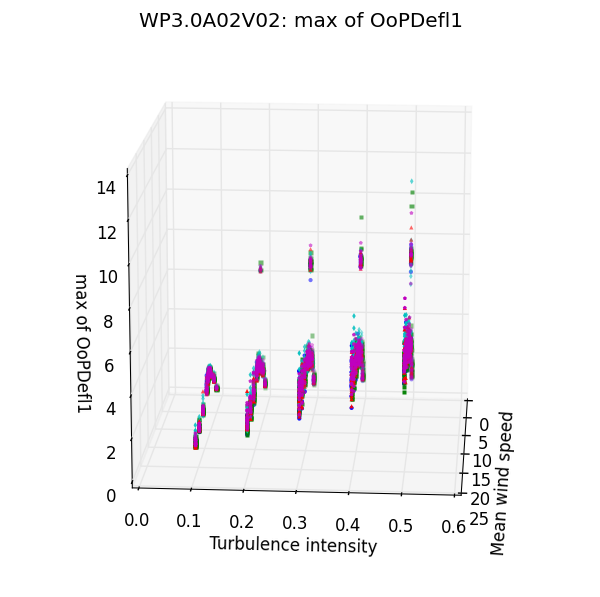 WP3.0A02V02: max of OoPDefl1
14
12
10
8
6
4
2
0
max of OoPDefl1
0.0 0.1 0.2 0.3 0.4 0.5 0.6
Turbulence intensity
0
5
10
15
20
25
Mean wind speed